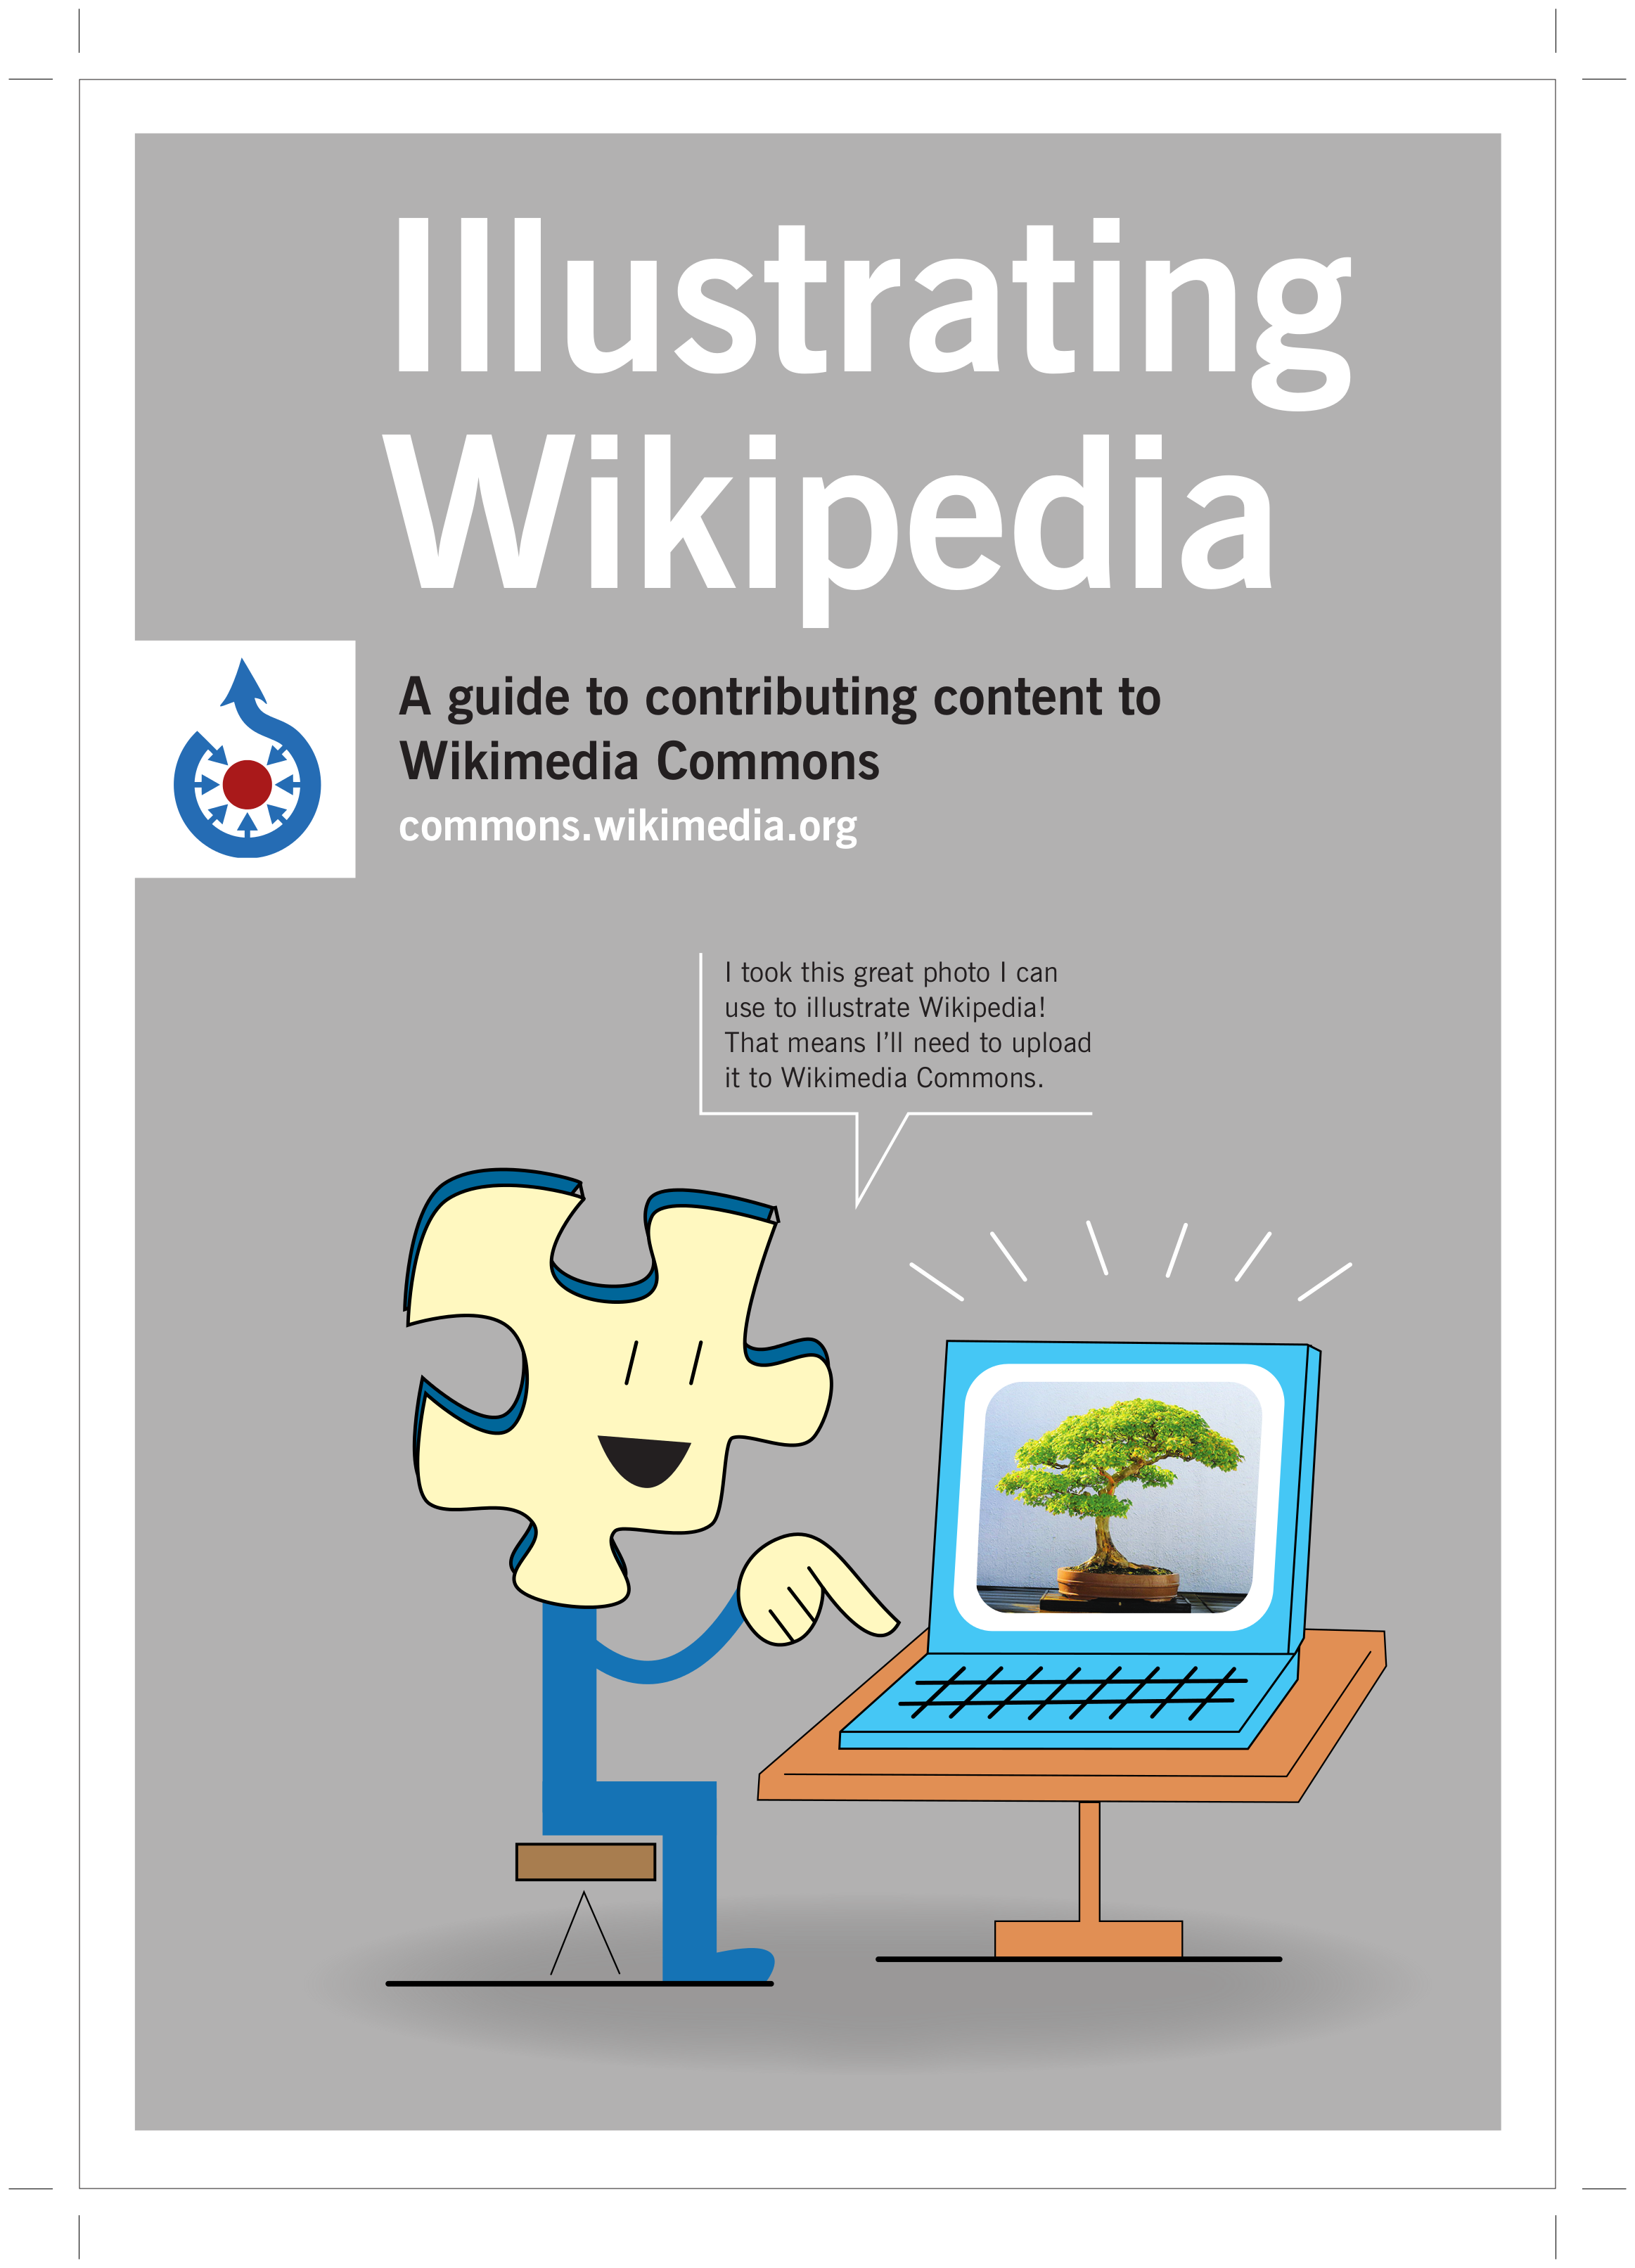 Illustrating
Wikipedia
A guide to contributing content to
Wikimedia Commons
commons.wikimedia.org
I took this great photo I can
use to illustrate Wikipedia!
That means I’ll need to upload
it to Wikimedia Commons.